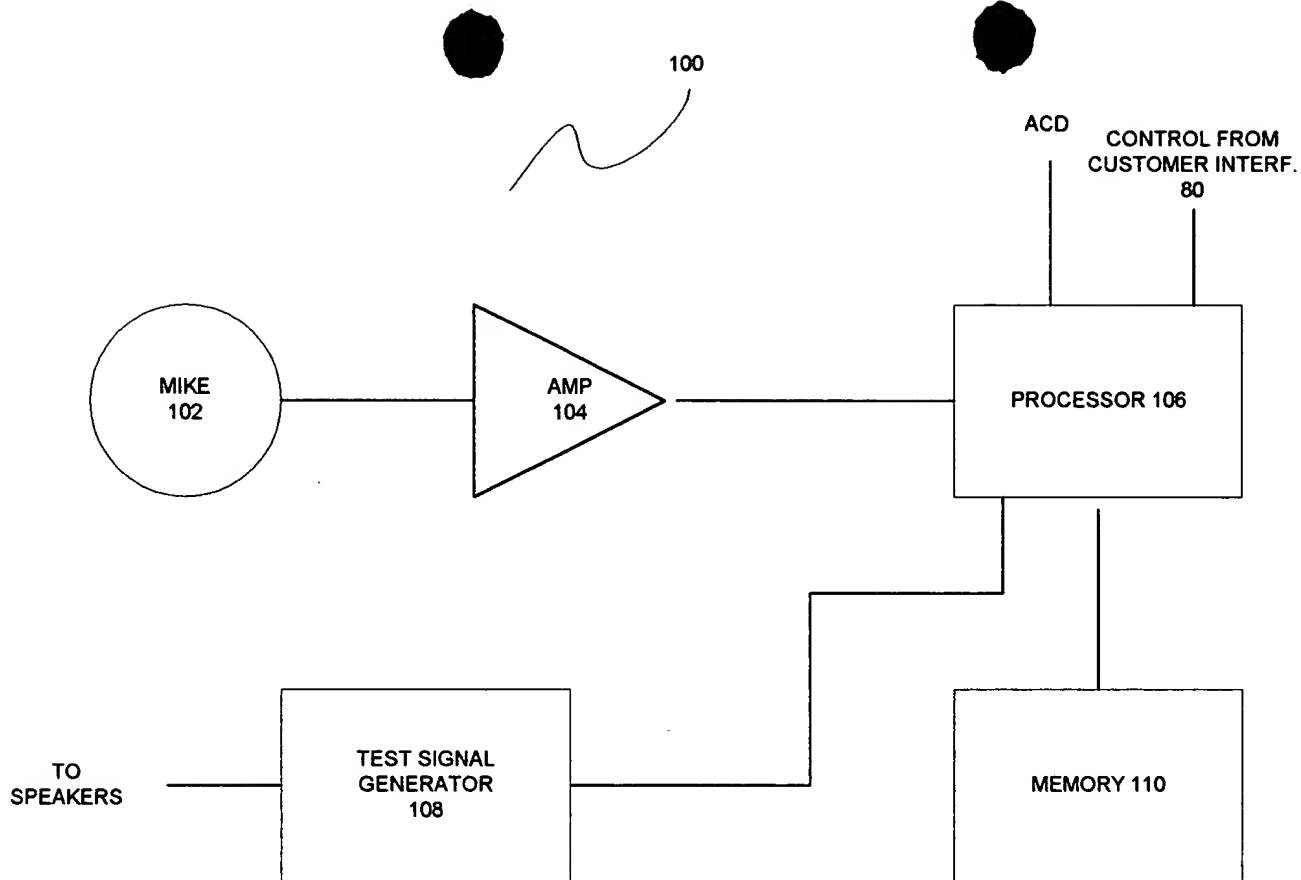 100
ACD
CONTROL FROM
CUSTOMER INTERF.
80
MIKE
102
AMP
104
PROCESSOR 106
TO
SPEAKERS
TEST SIGNAL
GENERATOR
108
MEMORY 110